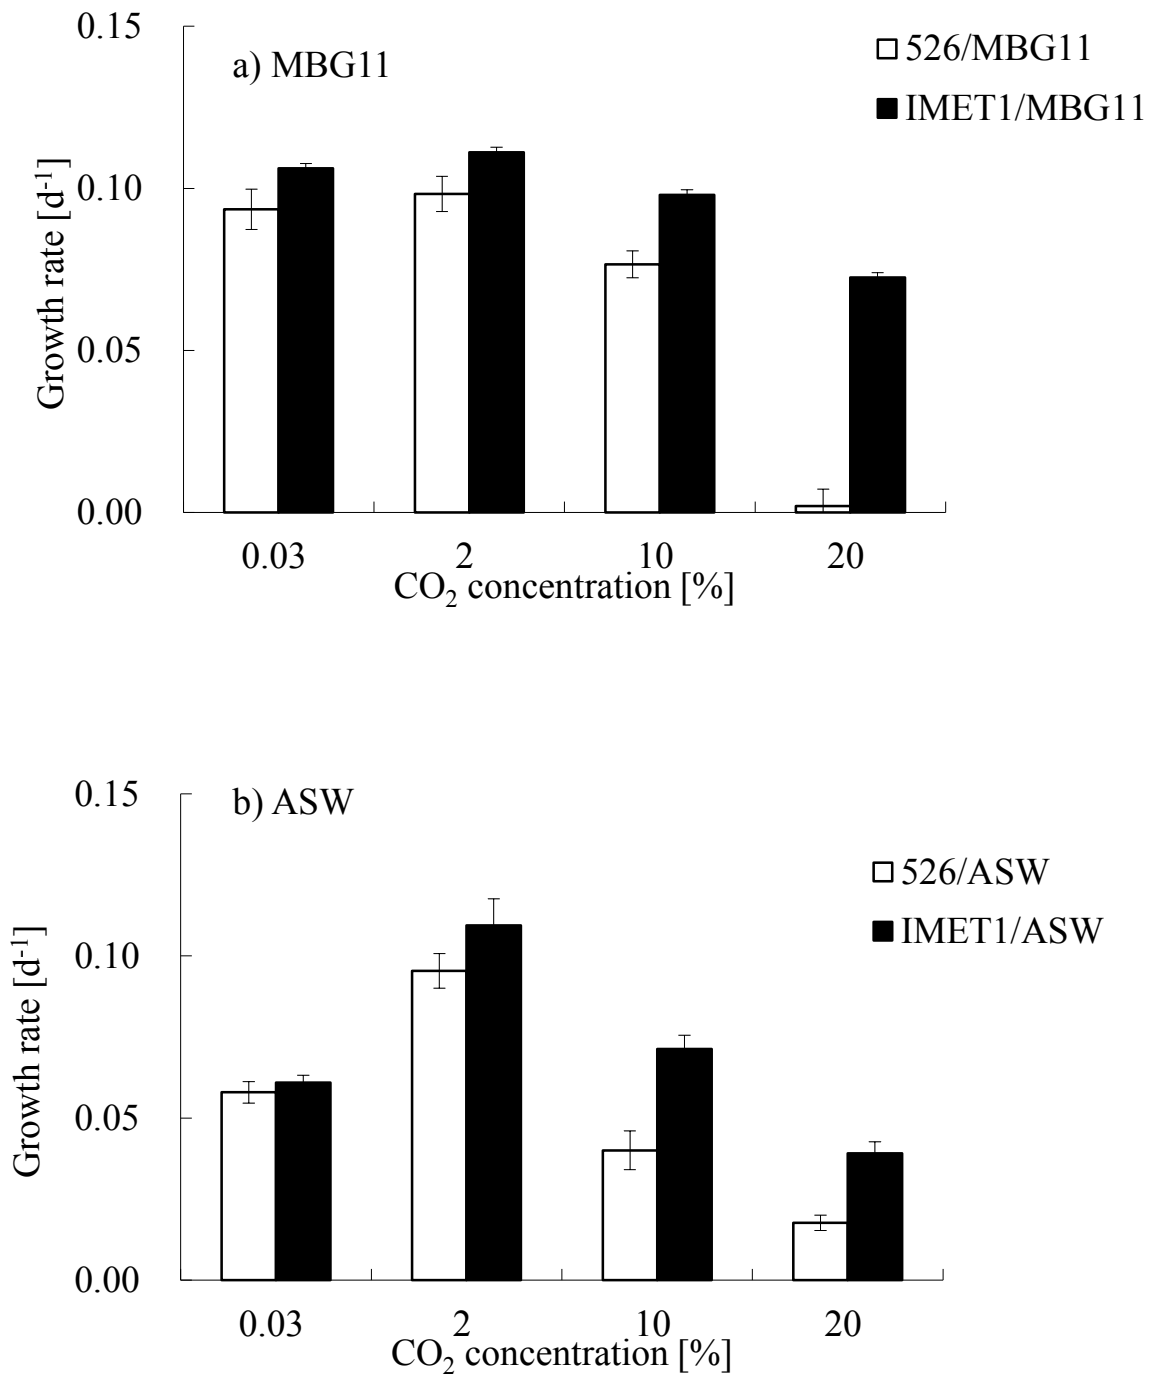 0.15
a) MBG11
526/MBG11
IMET1/MBG11
0.10
0.05
0.00
Growth rate [d⁻¹]
0.03 2 10 20
CO₂ concentration [%]
0.15
b) ASW
526/ASW
IMET1/ASW
0.10
0.05
0.00
Growth rate [d⁻¹]
0.03 2 10 20
CO₂ concentration [%]